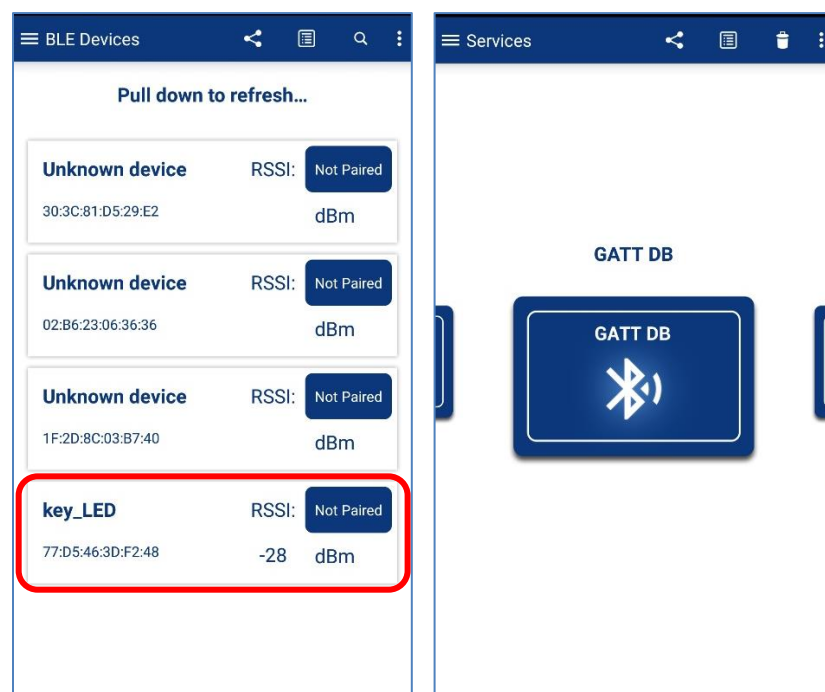 BLE Devices
Pull down to refresh...
Unknown device RSSI: Not Paired
30:3C:81:D5:29:E2 dBm
Unknown device RSSI: Not Paired
02:B6:23:06:36:36 dBm
Unknown device RSSI: Not Paired
1F:2D:8C:03:B7:40 dBm
key_LED RSSI: Not Paired
77:D5:46:3D:F2:48 -28 dBm
Services
GATT DB
GATT DB